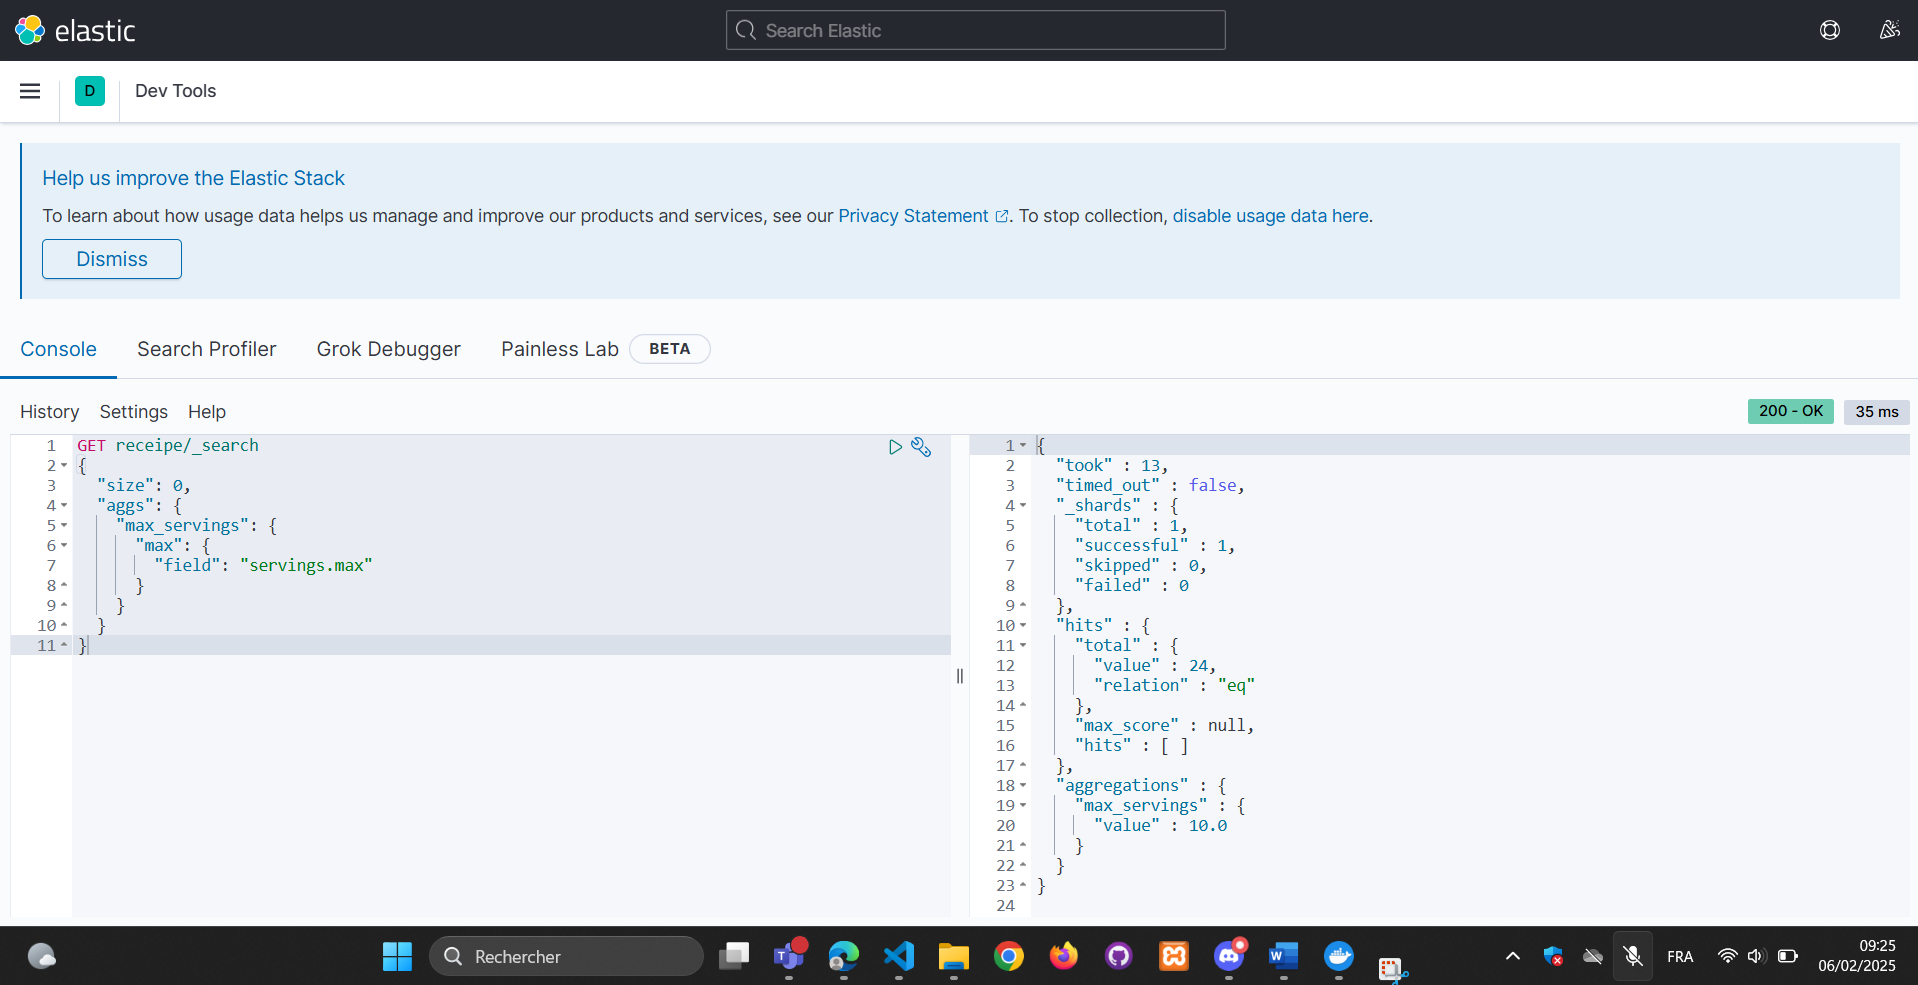 elastic
Search Elastic
D
Dev Tools
Help us improve the Elastic Stack
To learn about how usage data helps us manage and improve our products and services, see our Privacy Statement. To stop collection, disable usage data here.
Dismiss
Console Search Profiler Grok Debugger Painless Lab BETA
History Settings Help
200 - OK 35 ms
1 GET receipe/_search
2 {
3 "size": 0,
4 "aggs": {
5 "max_servings": {
6 "max": {
7 "field": "servings.max"
8 }
9 }
10 }
11 }
1 {
2 "took" : 13,
3 "timed_out" : false,
4 "_shards" : {
5 "total" : 1,
6 "successful" : 1,
7 "skipped" : 0,
8 "failed" : 0
9 },
10 "hits" : {
11 "total" : {
12 "value" : 24,
13 "relation" : "eq"
14 },
15 "max_score" : null,
16 "hits" : [ ]
17 },
18 "aggregations" : {
19 "max_servings" : {
20 "value" : 10.0
21 }
22 }
23 }
24
Rechercher
FRA
09:25
06/02/2025